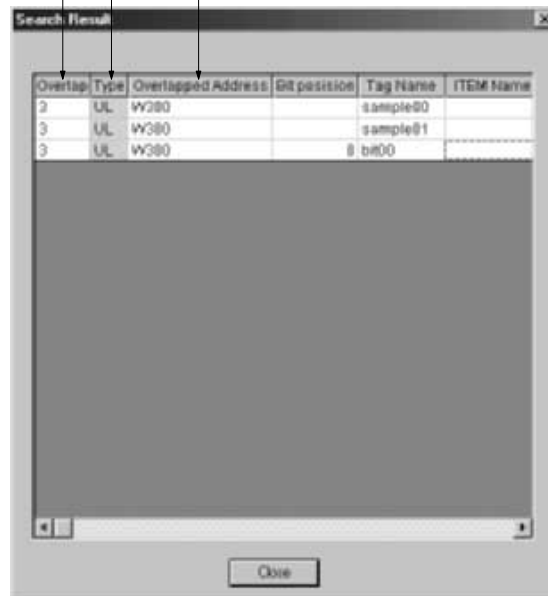 Search Result
Overlap Type Overlapped Address Bit posision Tag Name ITEM Name
3 UL W380 sample00
3 UL W380 sample01
3 UL W380 8 bit00
Close